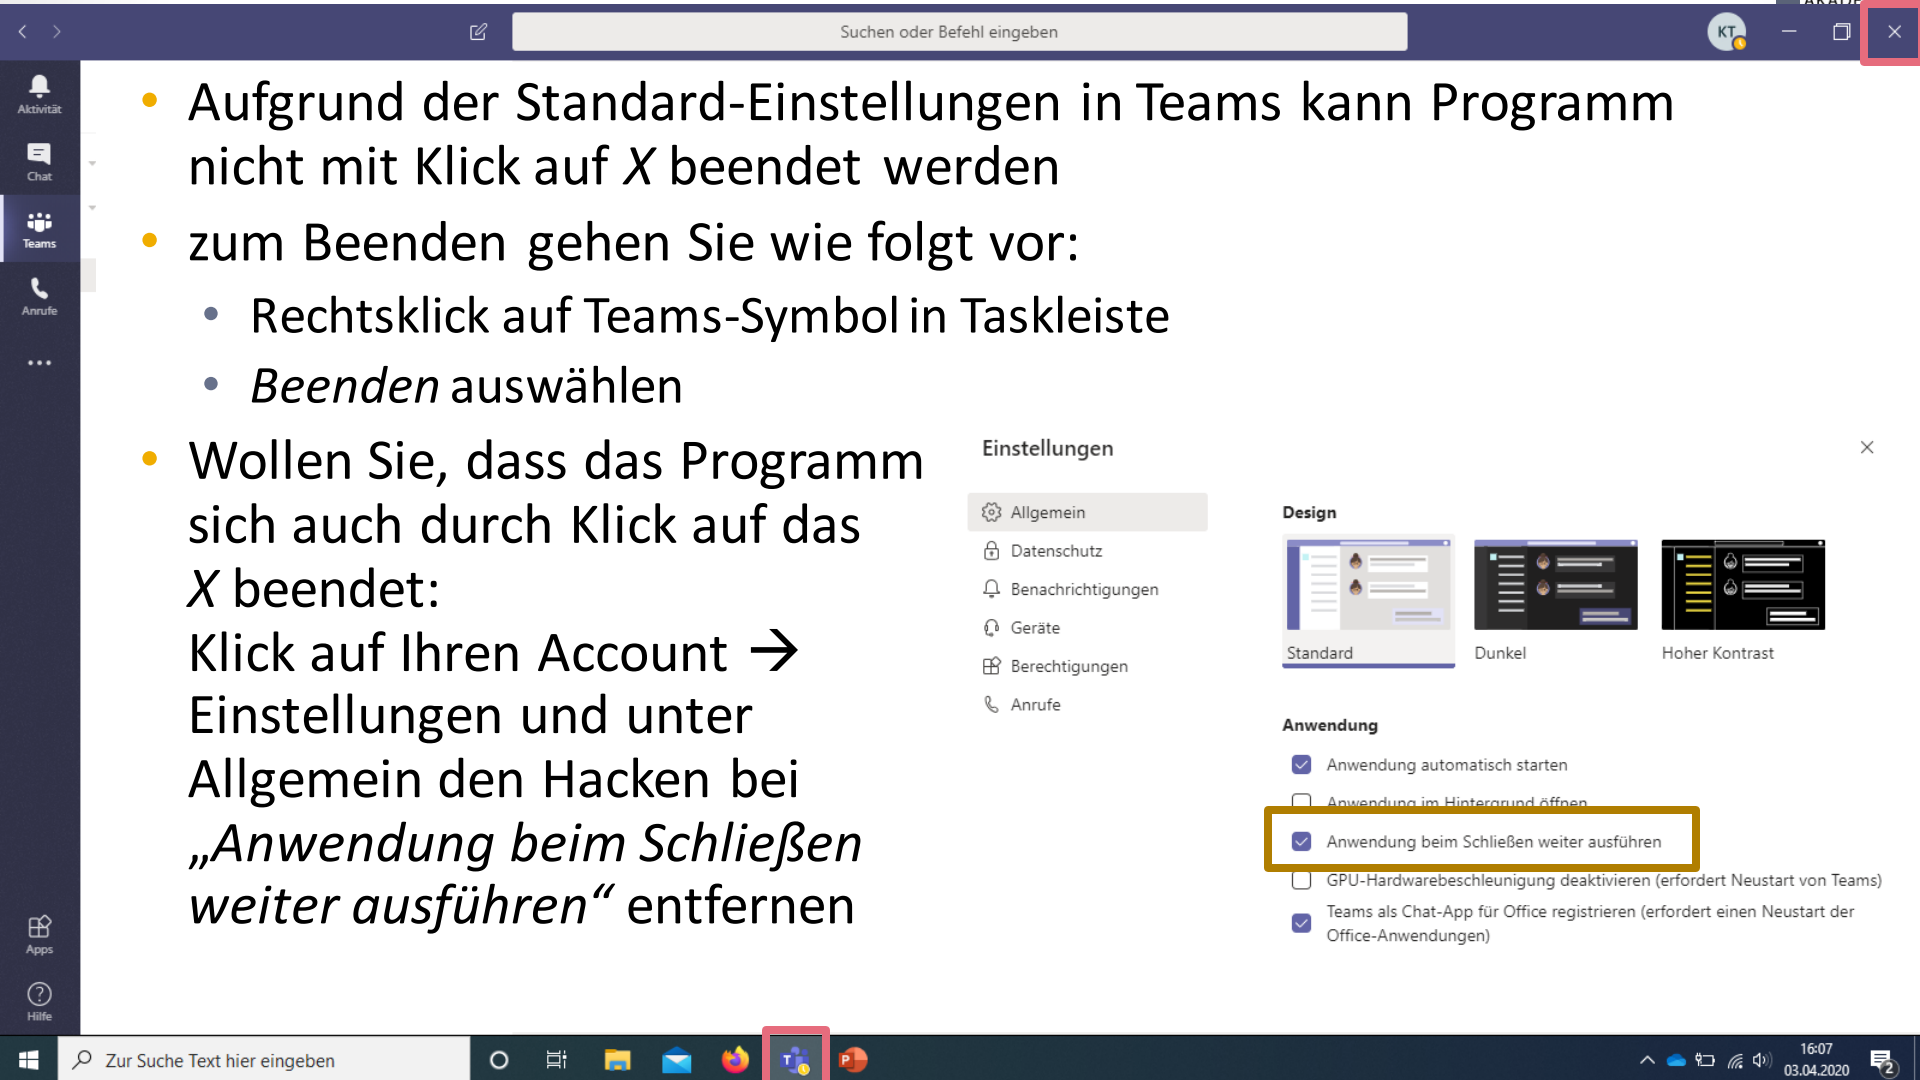 Suchen oder Befehl eingeben
KT
Aktivität
Chat
Teams
Anrufe
Apps
Hilfe
• Aufgrund der Standard-Einstellungen in Teams kann Programm
nicht mit Klick auf X beendet werden
• zum Beenden gehen Sie wie folgt vor:
• Rechtsklick auf Teams-Symbol in Taskleiste
• Beenden auswählen
• Wollen Sie, dass das Programm
sich auch durch Klick auf das
X beendet:
Klick auf Ihren Account →
Einstellungen und unter
Allgemein den Hacken bei
„Anwendung beim Schließen
weiter ausführen“ entfernen
Einstellungen
Allgemein
Datenschutz
Benachrichtigungen
Geräte
Berechtigungen
Anrufe
Design
Standard
Dunkel
Hoher Kontrast
Anwendung
Anwendung automatisch starten
Anwendung im Hintergrund öffnen
Anwendung beim Schließen weiter ausführen
GPU-Hardwarebeschleunigung deaktivieren (erfordert Neustart von Teams)
Teams als Chat-App für Office registrieren (erfordert einen Neustart der
Office-Anwendungen)
Zur Suche Text hier eingeben
16:07
03.04.2020
2